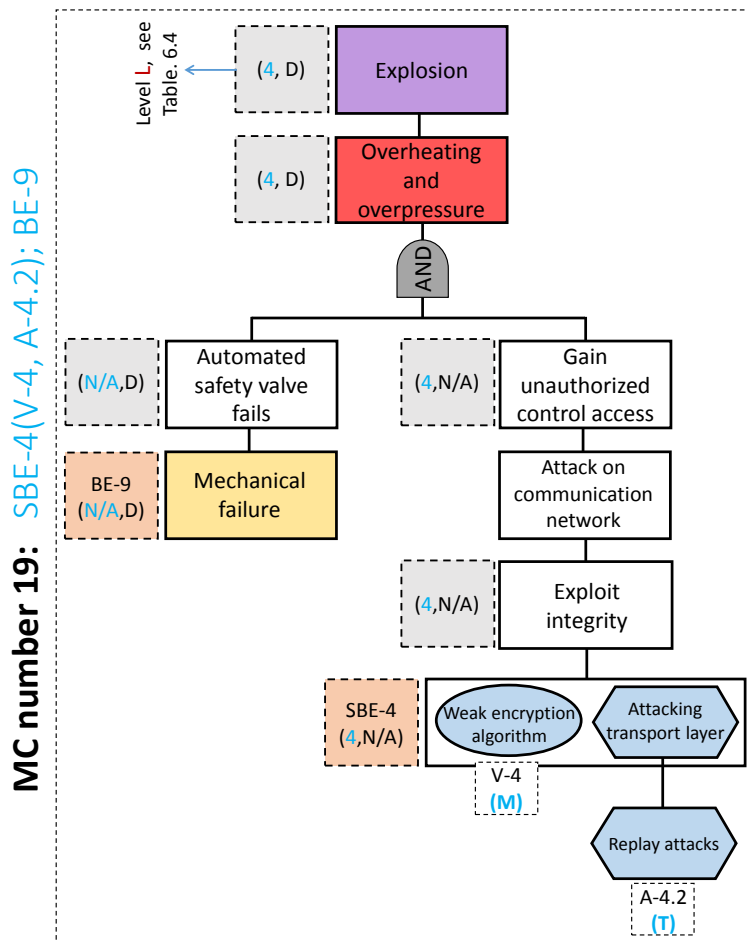 MC number 19: SBE-4(V-4, A-4.2); BE-9
Level L, see
Table. 6.4
(4, D)
Explosion
(4, D)
Overheating
and
overpressure
AND
(N/A,D)
Automated
safety valve
fails
(4,N/A)
Gain
unauthorized
control access
BE-9
(N/A,D)
Mechanical
failure
Attack on
communication
network
(4,N/A)
Exploit
integrity
SBE-4
(4,N/A)
Weak encryption
algorithm
Attacking
transport layer
V-4
(M)
Replay attacks
A-4.2
(T)